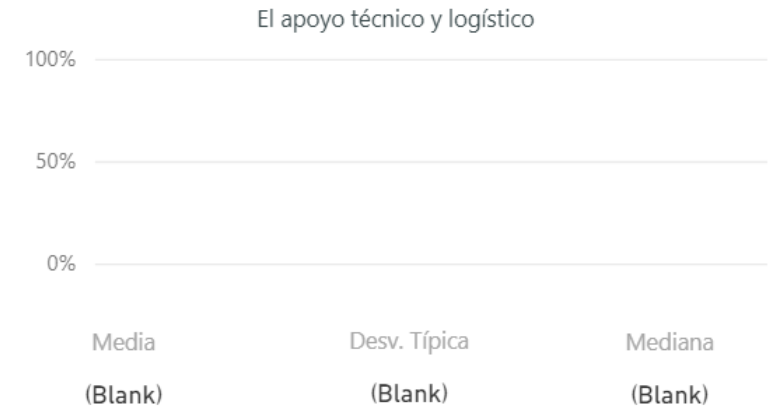 El apoyo técnico y logístico
100%
50%
0%
Media Desv. Típica Mediana
(Blank) (Blank) (Blank)